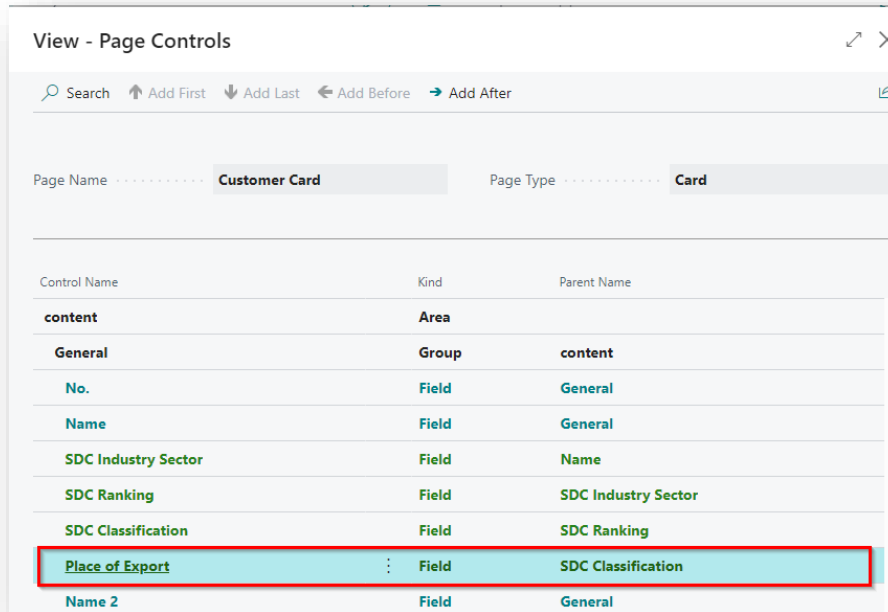 View - Page Controls
Search Add First Add Last Add Before Add After
Page Name Customer Card Page Type Card
Control Name Kind Parent Name
content Area
General Group content
No. Field General
Name Field General
SDC Industry Sector Field Name
SDC Ranking Field SDC Industry Sector
SDC Classification Field SDC Ranking
Place of Export Field SDC Classification
Name 2 Field General